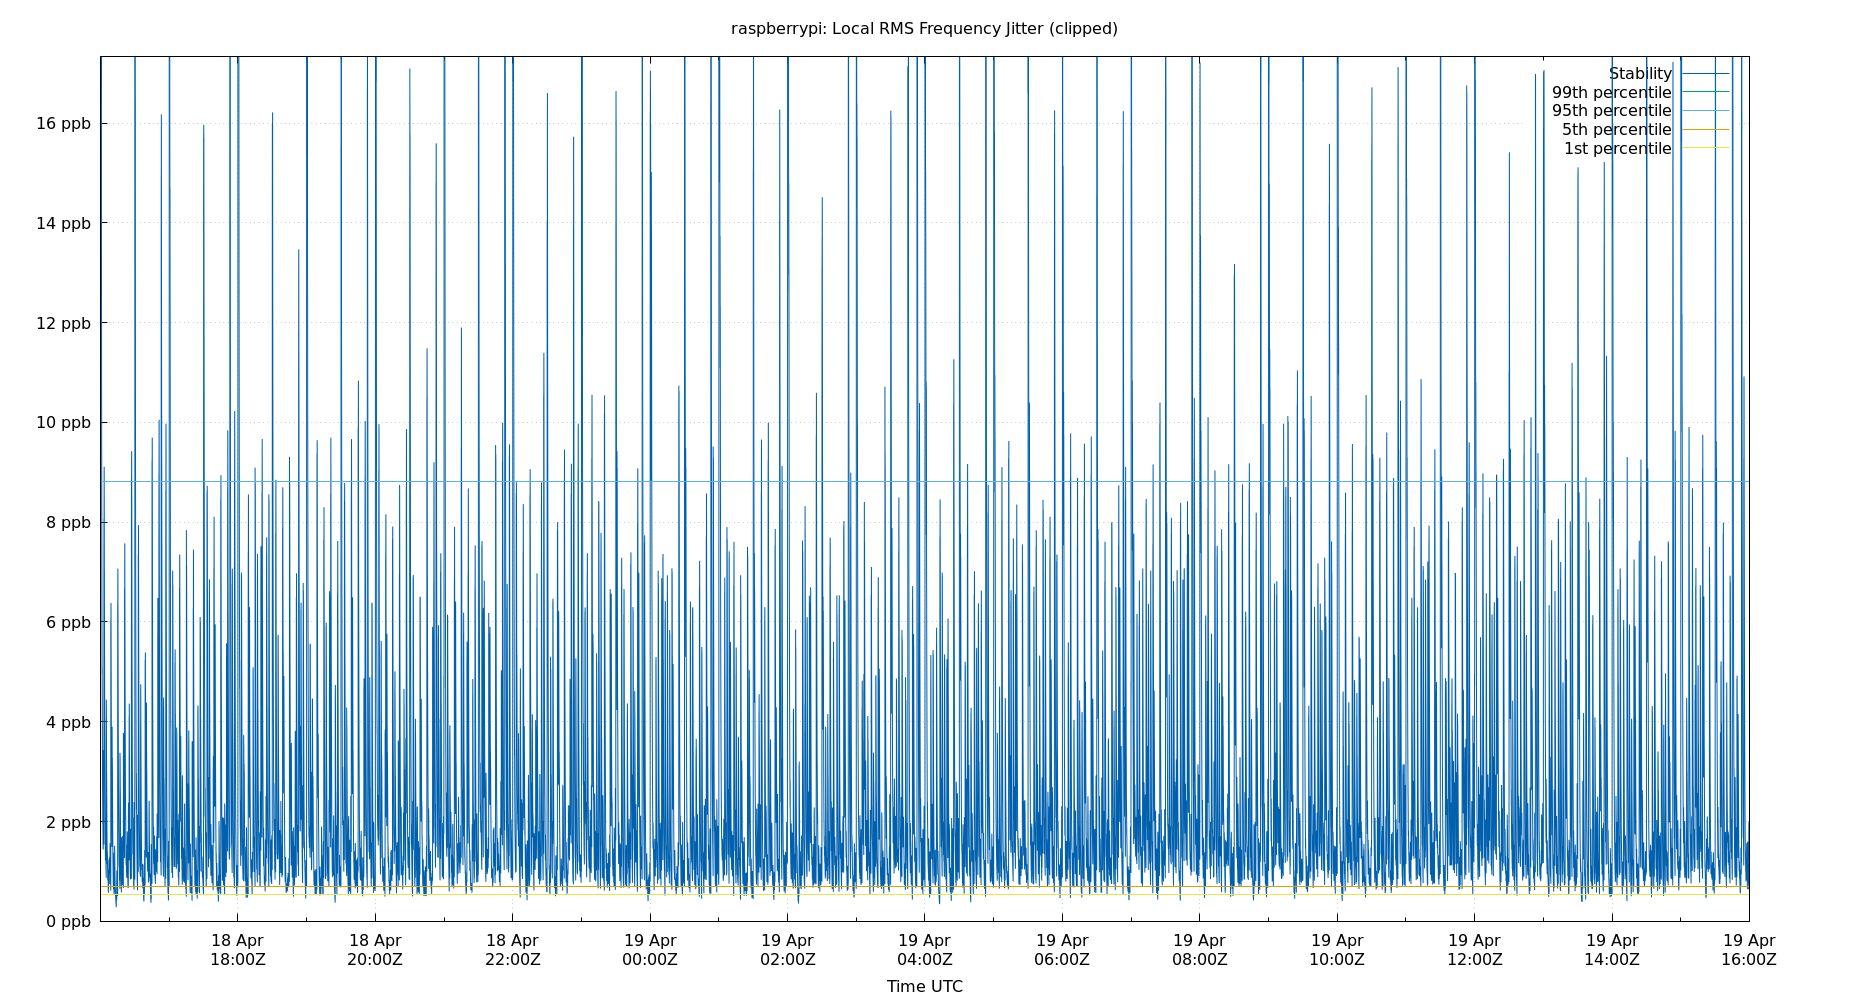 raspberrypi: Local RMS Frequency Jitter (clipped)
Stability
99th percentile
95th percentile
5th percentile
1st percentile
16 ppb
14 ppb
12 ppb
10 ppb
8 ppb
6 ppb
4 ppb
2 ppb
0 ppb
18 Apr 18 Apr 18 Apr 19 Apr 19 Apr 19 Apr 19 Apr 19 Apr 19 Apr 19 Apr 19 Apr 19 Apr
18:00Z 20:00Z 22:00Z 00:00Z 02:00Z 04:00Z 06:00Z 08:00Z 10:00Z 12:00Z 14:00Z 16:00Z
Time UTC